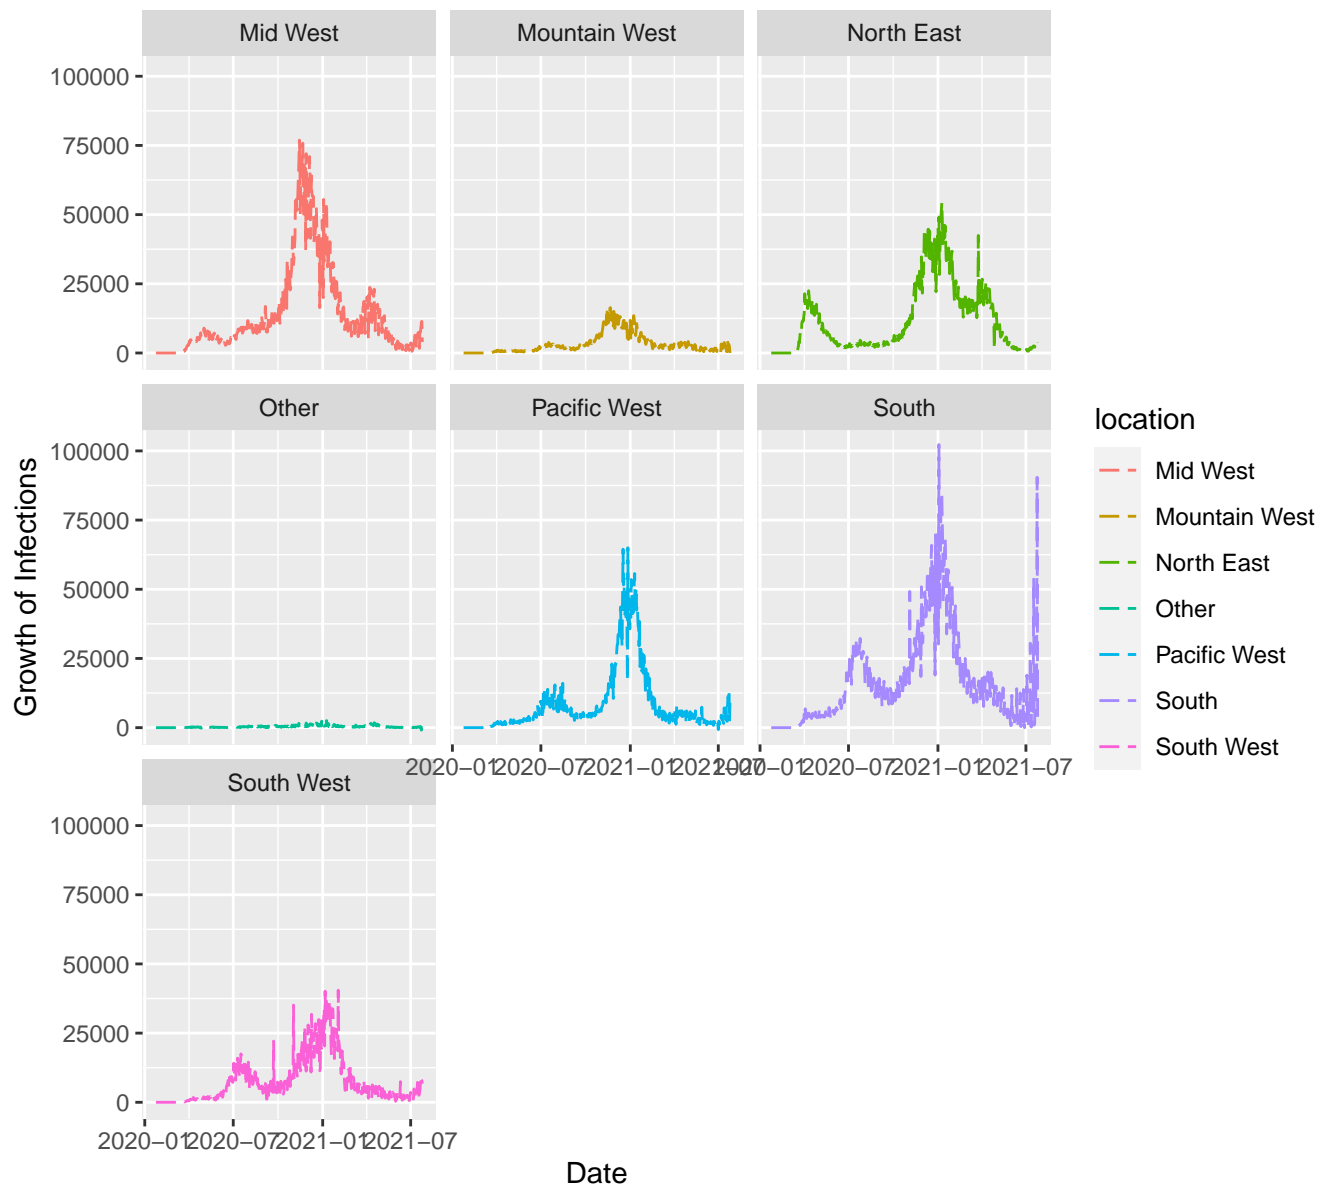 Mid West
Mountain West
North East
100000
75000
50000
25000
0
Other
Pacific West
South
100000
75000
50000
25000
0
2020−01
2020−07
2021−01
2021−07
2020−01
2020−07
2021−01
2021−07
South West
100000
75000
50000
25000
0
2020−01
2020−07
2021−01
2021−07
Growth of Infections
Date
location
Mid West
Mountain West
North East
Other
Pacific West
South
South West